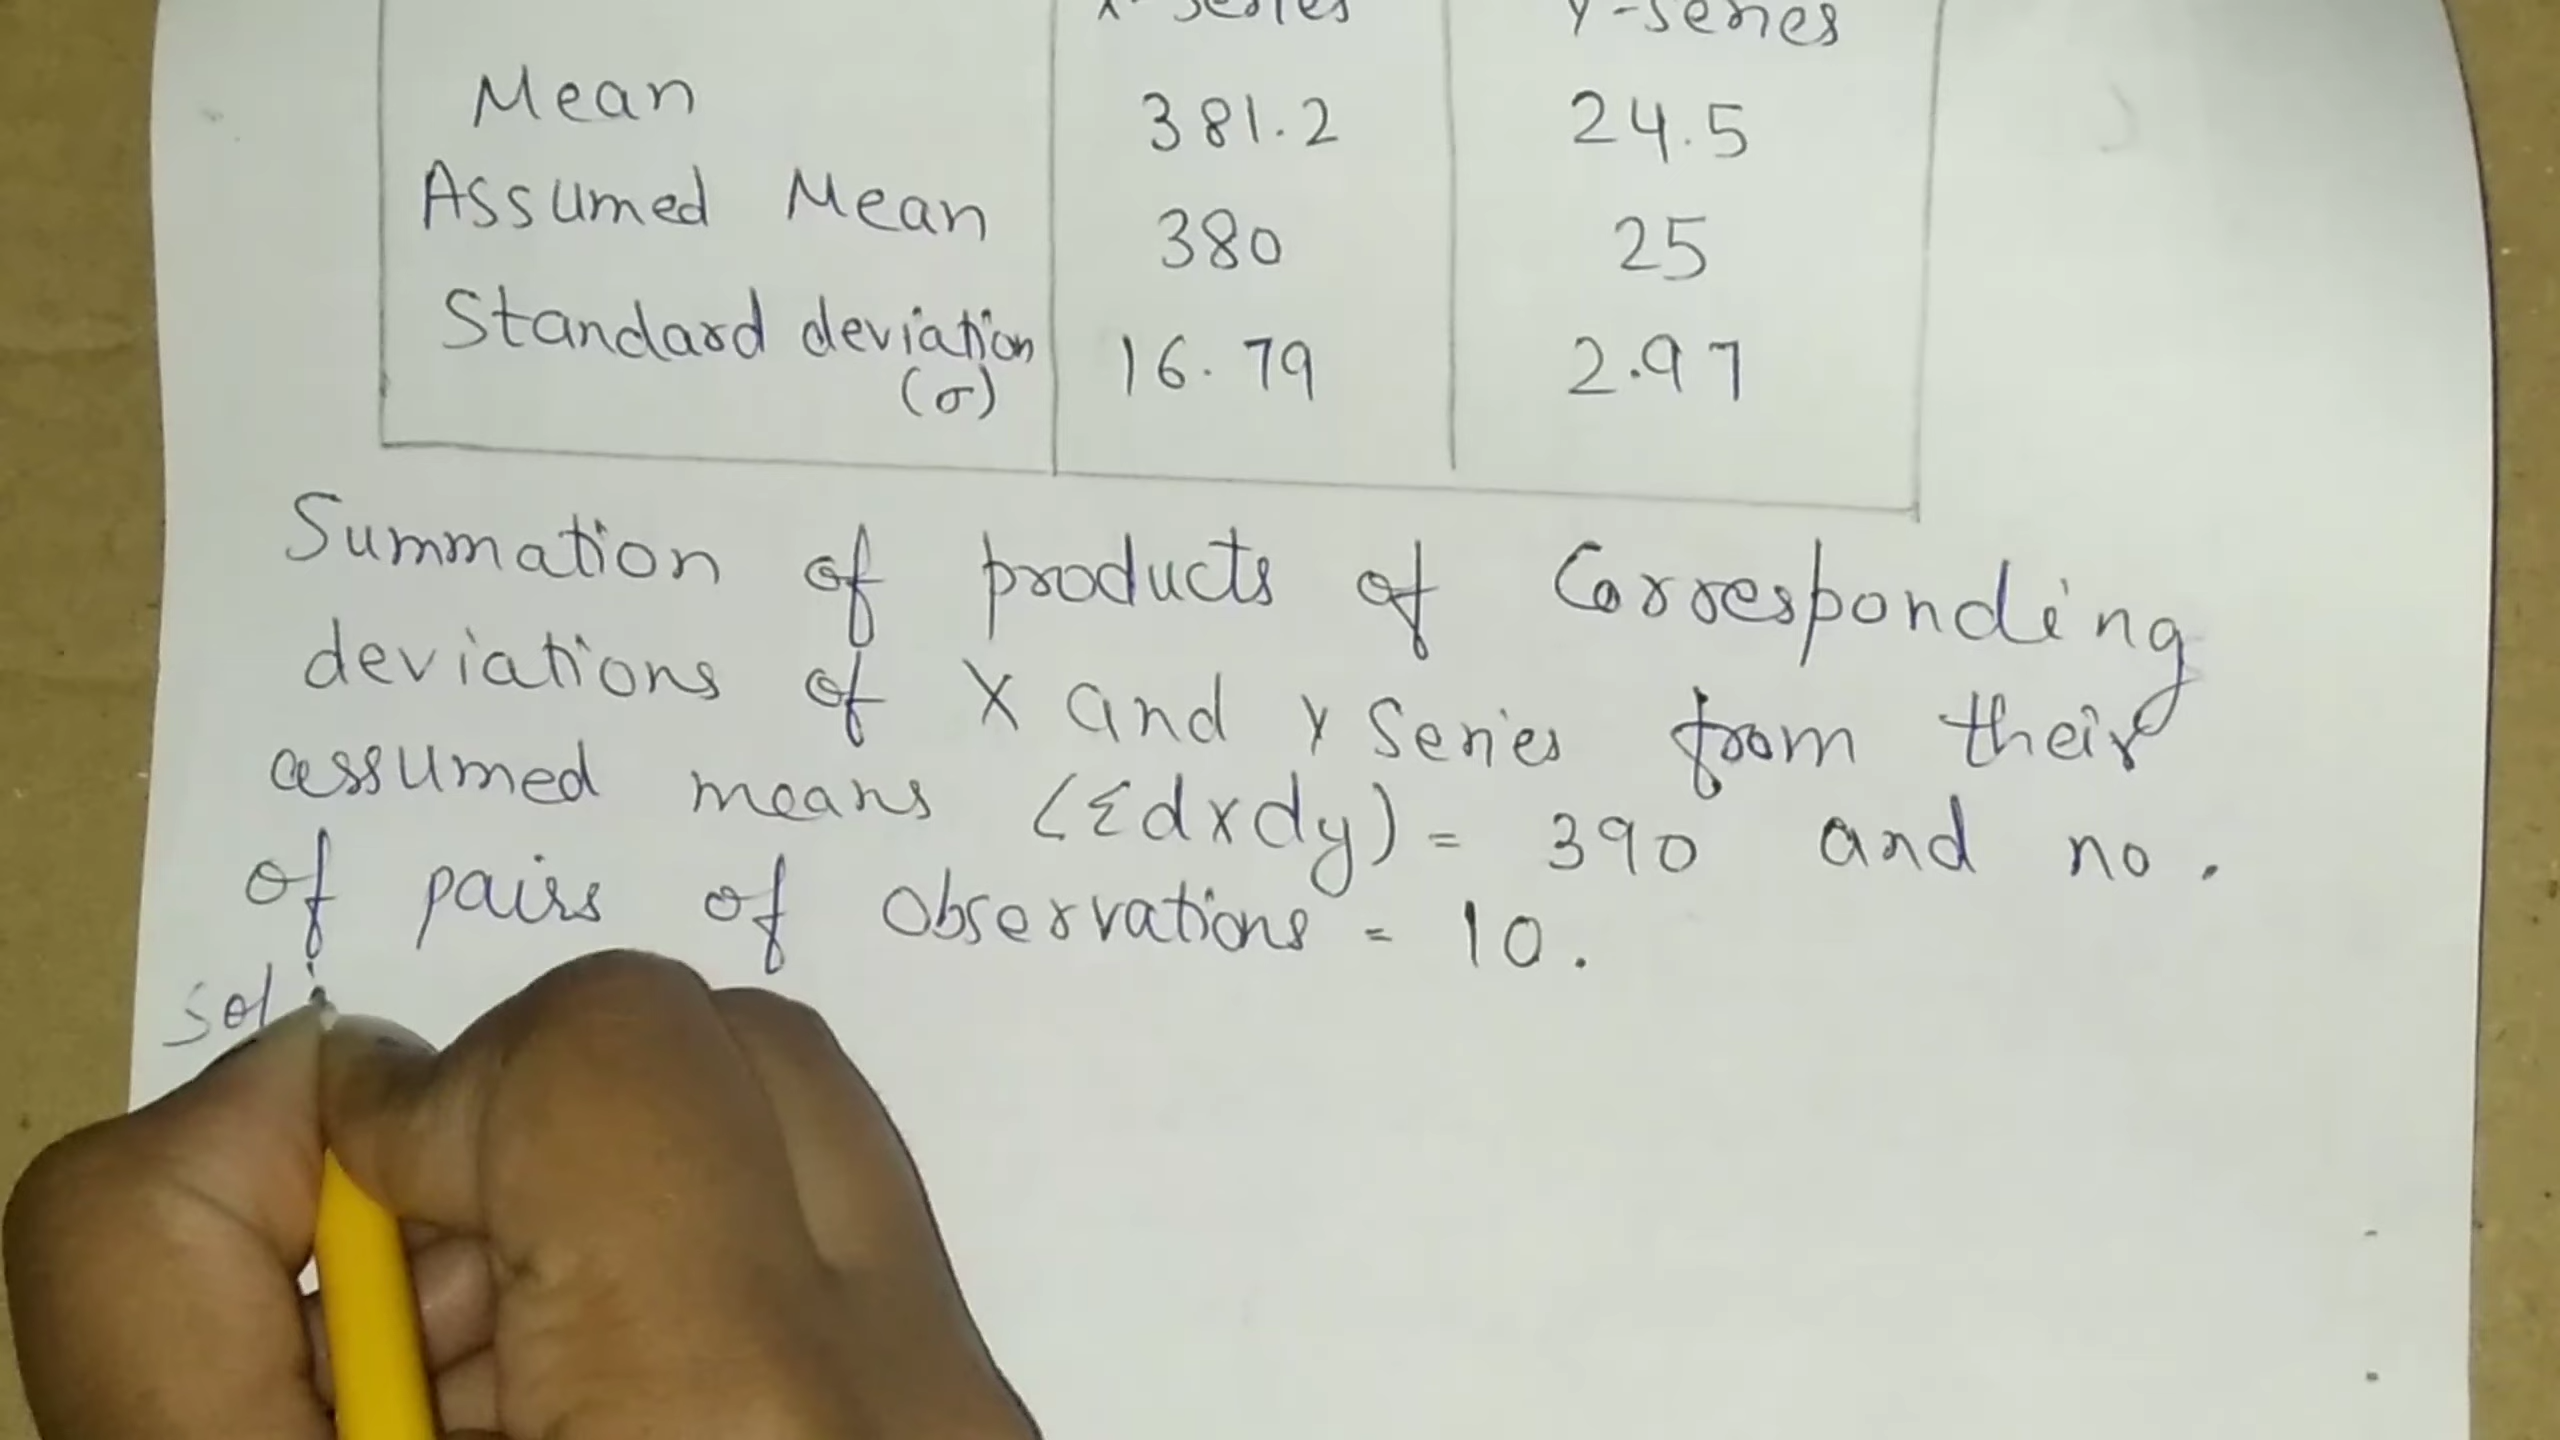 X-series Y-series
Mean 381.2 24.5
Assumed Mean 380 25
Standard deviation 16.79 2.97
(σ)
Summation of products of Corresponding
deviations of X and Y Series from their
assumed means (Σdxdy) = 390 and no.
of pairs of observations = 10.
Sol